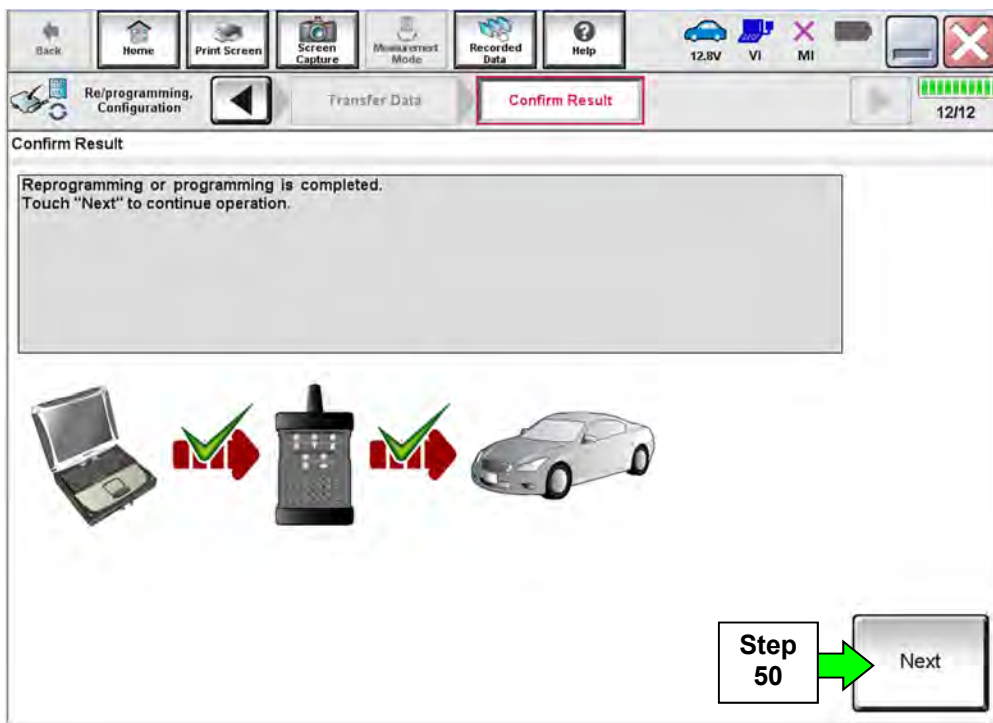 Back
Home
Print Screen
Screen
Capture
Measurement
Mode
Recorded
Data
Help
12.8V
VI
MI
Re/programming,
Configuration
Transfer Data
Confirm Result
12/12
Confirm Result
Reprogramming or programming is completed.
Touch "Next" to continue operation.
Step
50
Next